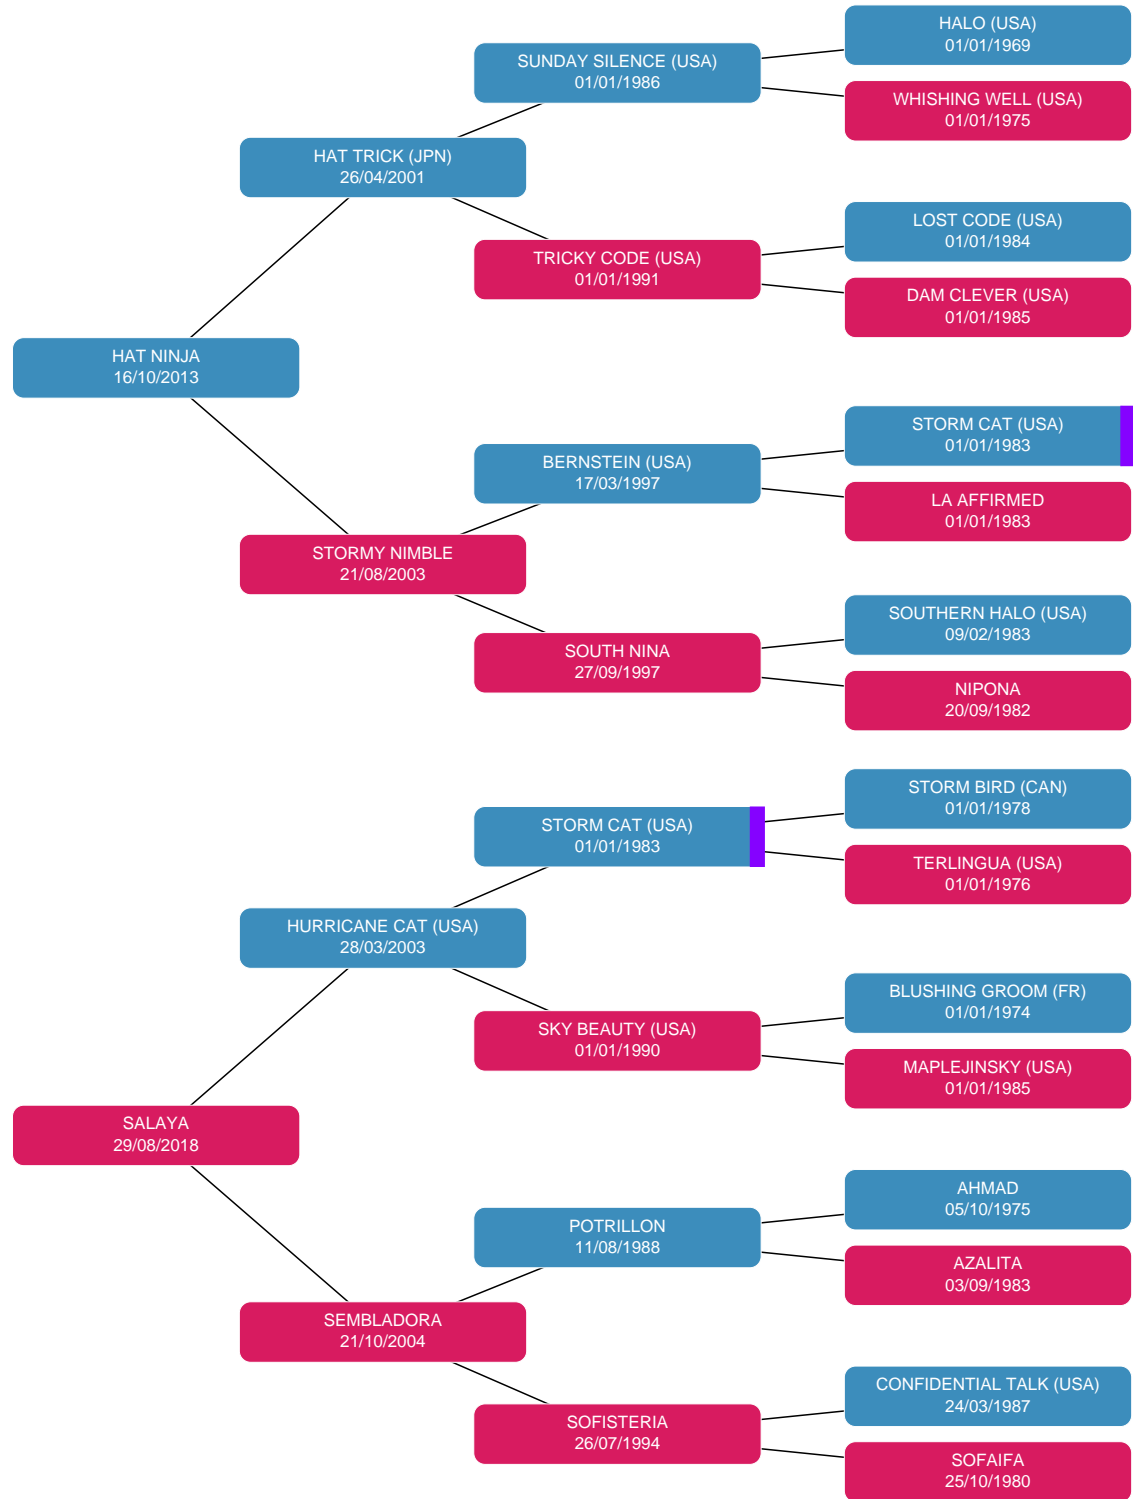 HALO (USA)
01/01/1969
SUNDAY SILENCE (USA)
01/01/1986
WHISHING WELL (USA)
01/01/1975
HAT TRICK (JPN)
26/04/2001
LOST CODE (USA)
01/01/1984
TRICKY CODE (USA)
01/01/1991
DAM CLEVER (USA)
01/01/1985
HAT NINJA
16/10/2013
STORM CAT (USA)
01/01/1983
BERNSTEIN (USA)
17/03/1997
LA AFFIRMED
01/01/1983
STORMY NIMBLE
21/08/2003
SOUTHERN HALO (USA)
09/02/1983
SOUTH NINA
27/09/1997
NIPONA
20/09/1982
STORM BIRD (CAN)
01/01/1978
STORM CAT (USA)
01/01/1983
TERLINGUA (USA)
01/01/1976
HURRICANE CAT (USA)
28/03/2003
BLUSHING GROOM (FR)
01/01/1974
SKY BEAUTY (USA)
01/01/1990
MAPLEJINSKY (USA)
01/01/1985
SALAYA
29/08/2018
AHMAD
05/10/1975
POTRILLON
11/08/1988
AZALITA
03/09/1983
SEMBLADORA
21/10/2004
CONFIDENTIAL TALK (USA)
24/03/1987
SOFISTERIA
26/07/1994
SOFAIFA
25/10/1980